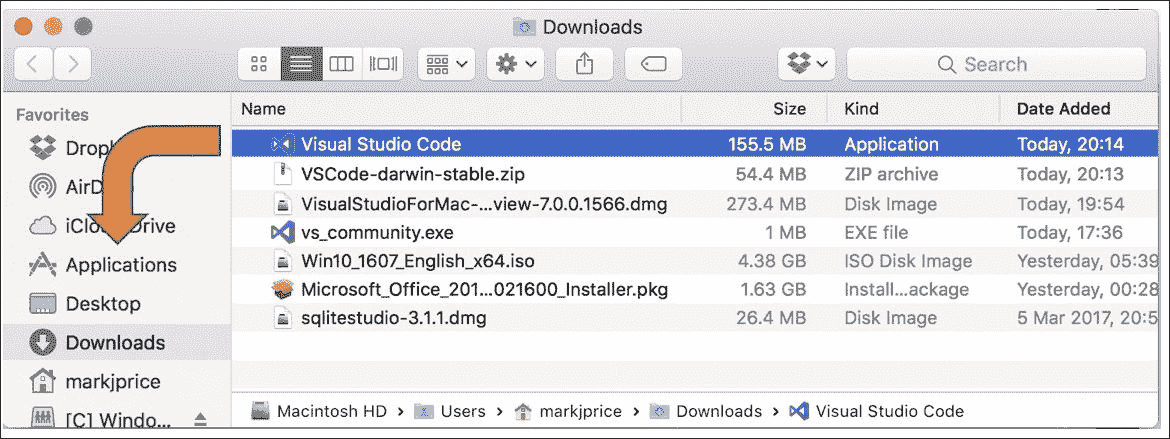 Downloads
Search
Favorites
AirD
iClo Drive
Applications
Desktop
Downloads
markjprice
[C] Windo...
Name Size Kind Date Added
Visual Studio Code 155.5 MB Application Today, 20:14
VSCode-darwin-stable.zip 54.4 MB ZIP archive Today, 20:13
VisualStudioForMac-...view-7.0.0.1566.dmg 273.4 MB Disk Image Today, 19:54
vs_community.exe 1 MB EXE file Today, 17:36
Win10_1607_English_x64.iso 4.38 GB ISO Disk Image Yesterday, 05:39
Microsoft_Office_201...021600_Installer.pkg 1.63 GB Install...ackage Yesterday, 00:28
sqlitestudio-3.1.1.dmg 26.4 MB Disk Image 5 Mar 2017, 20:5
Macintosh HD › Users › markjprice › Downloads › Visual Studio Code